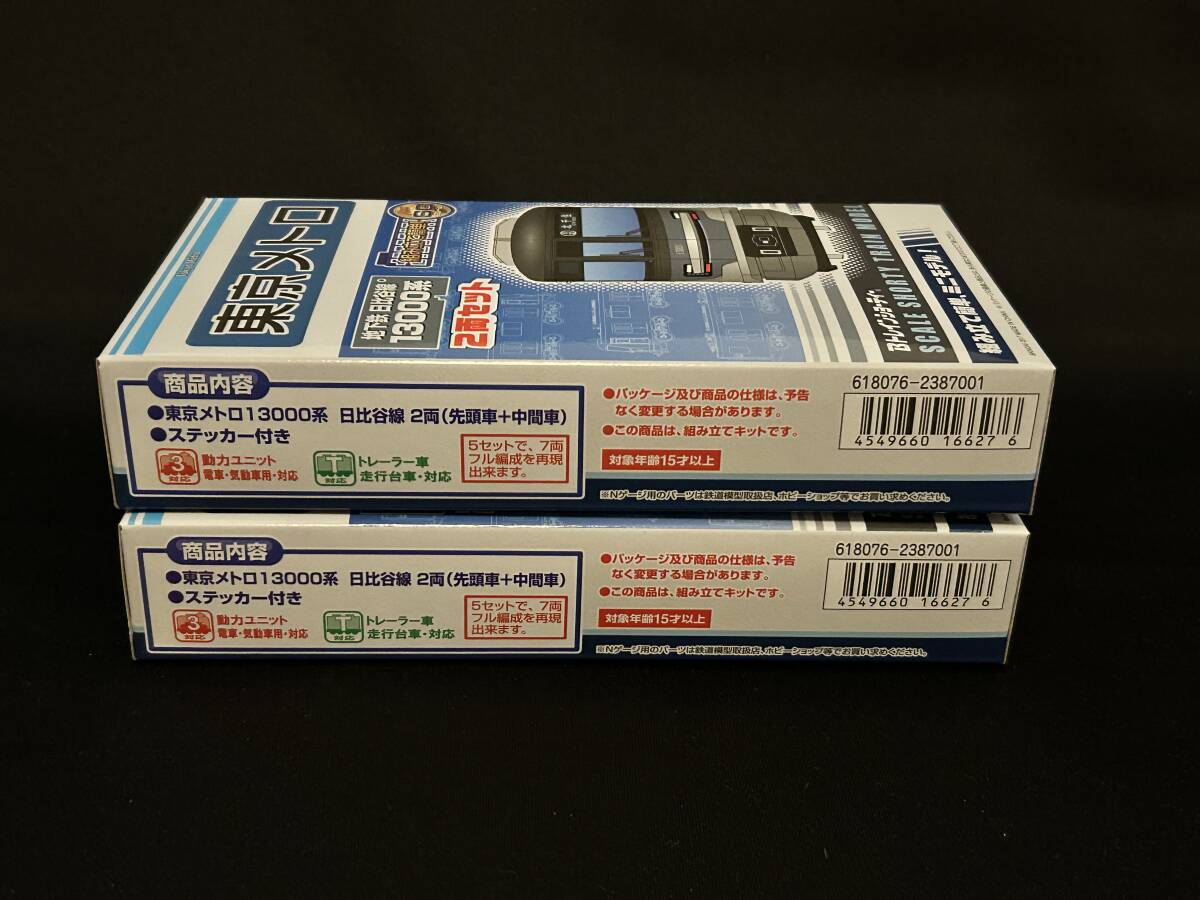 東京メトロ
Tokyo Metro
地下鉄 日比谷線
13000系
2両セット
北千住
Bトレインショーティー
SCALE SHORTY TRAIN MODEL
組み立て簡単、ミニモデル!
商品内容
●東京メトロ13000系 日比谷線 2両(先頭車+中間車)
●ステッカー付き
3
対応
動力ユニット
電車・気動車用・対応
T
対応
トレーラー車
走行台車・対応
5セットで、7両
フル編成を再現
出来ます。
●パッケージ及び商品の仕様は、予告
なく変更する場合があります。
●この商品は、組み立てキットです。
対象年齢15才以上
618076-2387001
4549660 166276
※Nゲージ用のパーツは鉄道模型取扱店、ホビーショップ等でお買い求めください。
商品内容
●東京メトロ13000系 日比谷線 2両(先頭車+中間車)
●ステッカー付き
3
対応
動力ユニット
電車・気動車用・対応
T
対応
トレーラー車
走行台車・対応
5セットで、7両
フル編成を再現
出来ます。
●パッケージ及び商品の仕様は、予告
なく変更する場合があります。
●この商品は、組み立てキットです。
対象年齢15才以上
618076-2387001
4549660 166276
※Nゲージ用のパーツは鉄道模型取扱店、ホビーショップ等でお買い求めください。